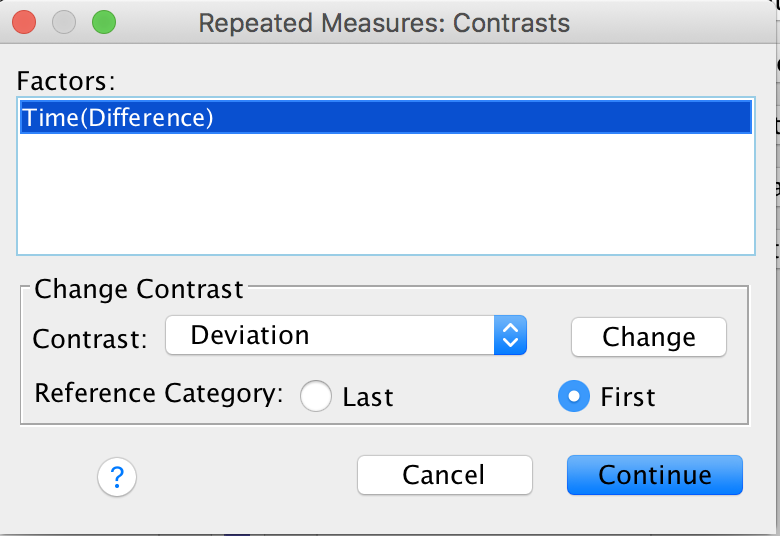 Repeated Measures: Contrasts
Factors:
Time(Difference)
Change Contrast
Contrast: Deviation Change
Reference Category: Last First
? Cancel Continue